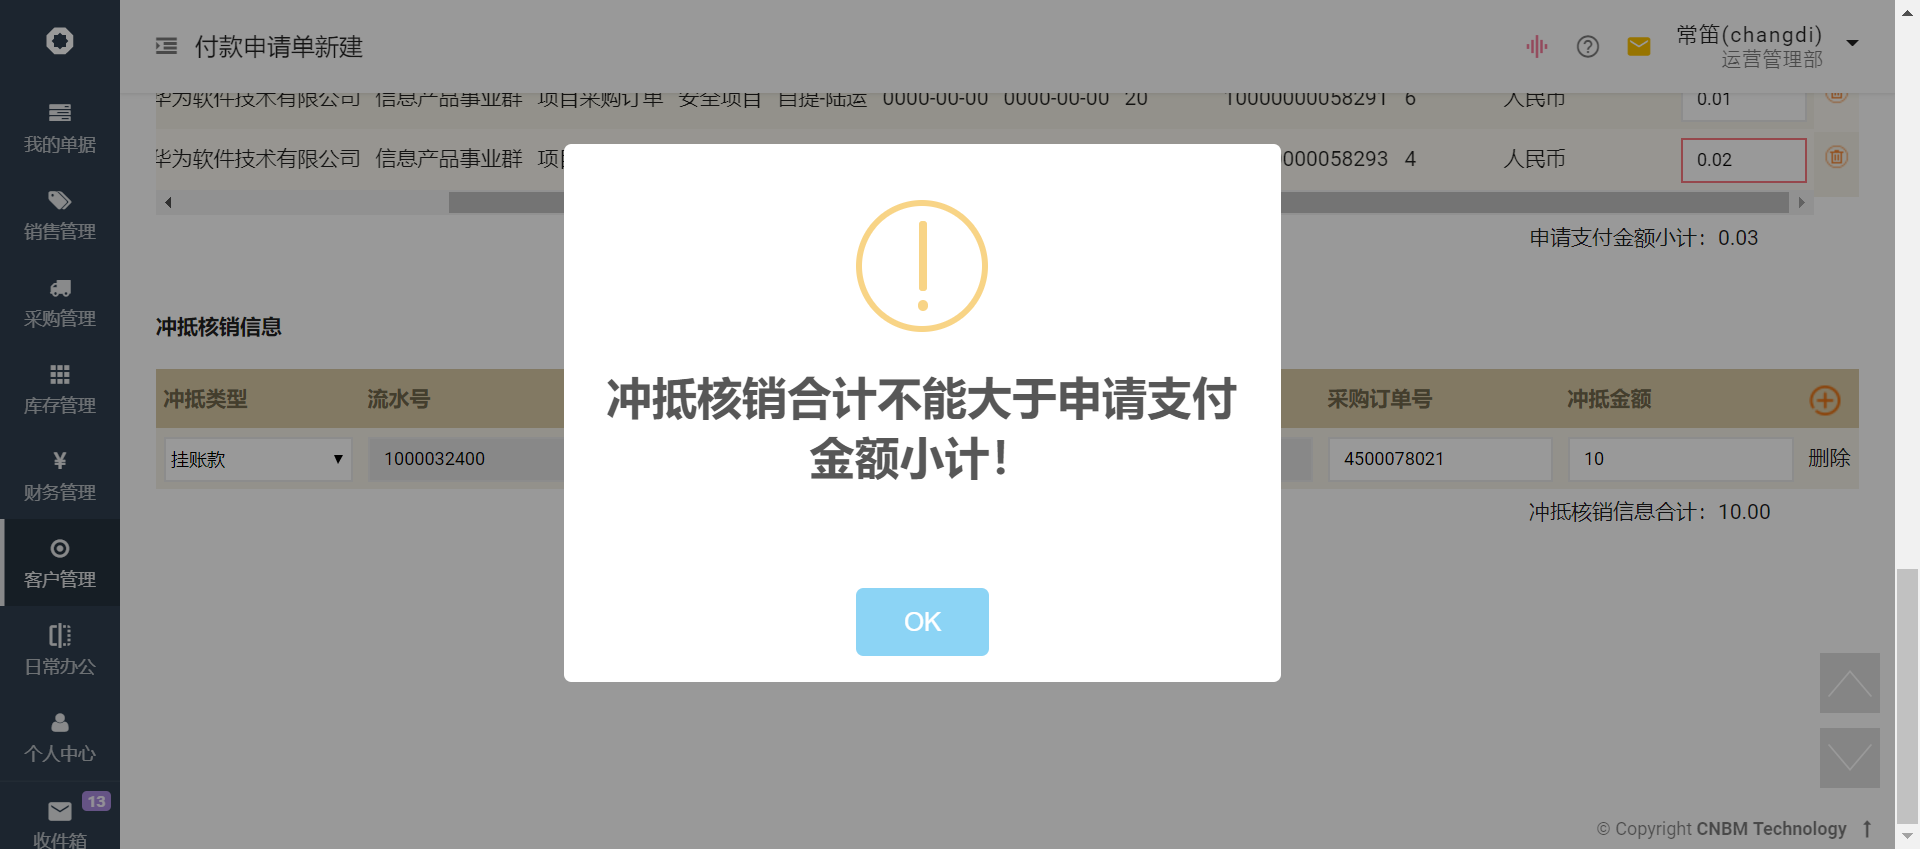 付款申请单新建
常笛(changdi)
运营管理部
我的单据
销售管理
采购管理
库存管理
财务管理
客户管理
日常办公
个人中心
13
收件箱
华为软件技术有限公司 信息产品事业群 项目采购订单 安全项目 自提-陆运 0000-00-00 0000-00-00 20 10000000058291 6 人民币 0.01
华为软件技术有限公司 信息产品事业群 项 000058293 4 人民币 0.02
申请支付金额小计：0.03
冲抵核销信息
冲抵类型 流水号 采购订单号 冲抵金额
挂账款 1000032400 4500078021 10 删除
冲抵核销信息合计：10.00
冲抵核销合计不能大于申请支付
金额小计！
OK
© Copyright CNBM Technology